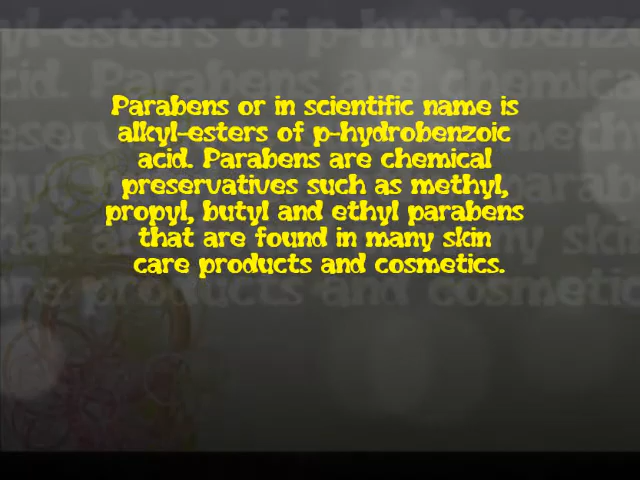 Parabens or in scientific name is
alkyl-esters of p-hydrobenzoic
acid. Parabens are chemical
preservatives such as methyl,
propyl, butyl and ethyl parabens
that are found in many skin
care products and cosmetics.